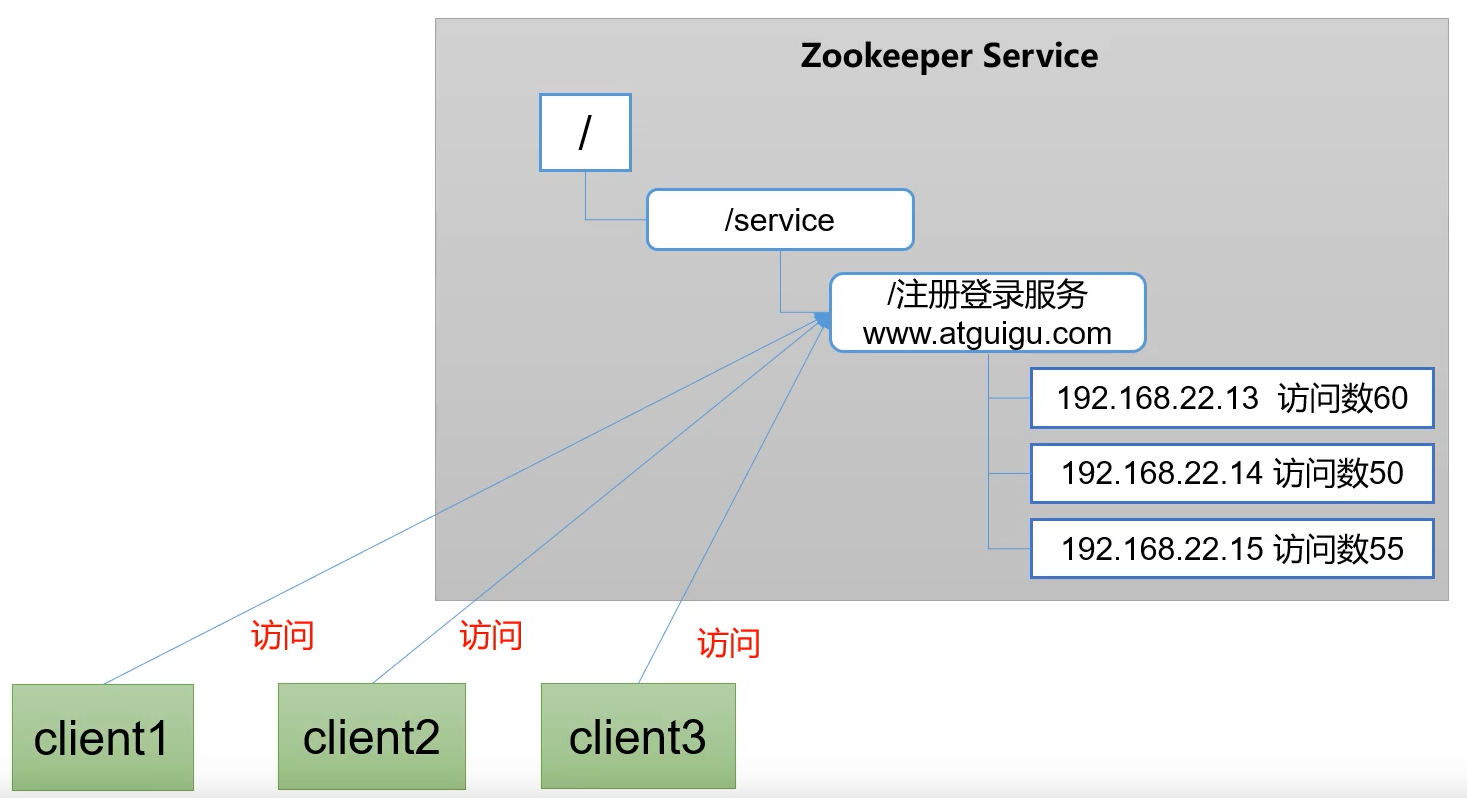 Zookeeper Service
/
/service
/注册登录服务
www.atguigu.com
192.168.22.13 访问数60
192.168.22.14 访问数50
192.168.22.15 访问数55
访问
访问
访问
client1
client2
client3